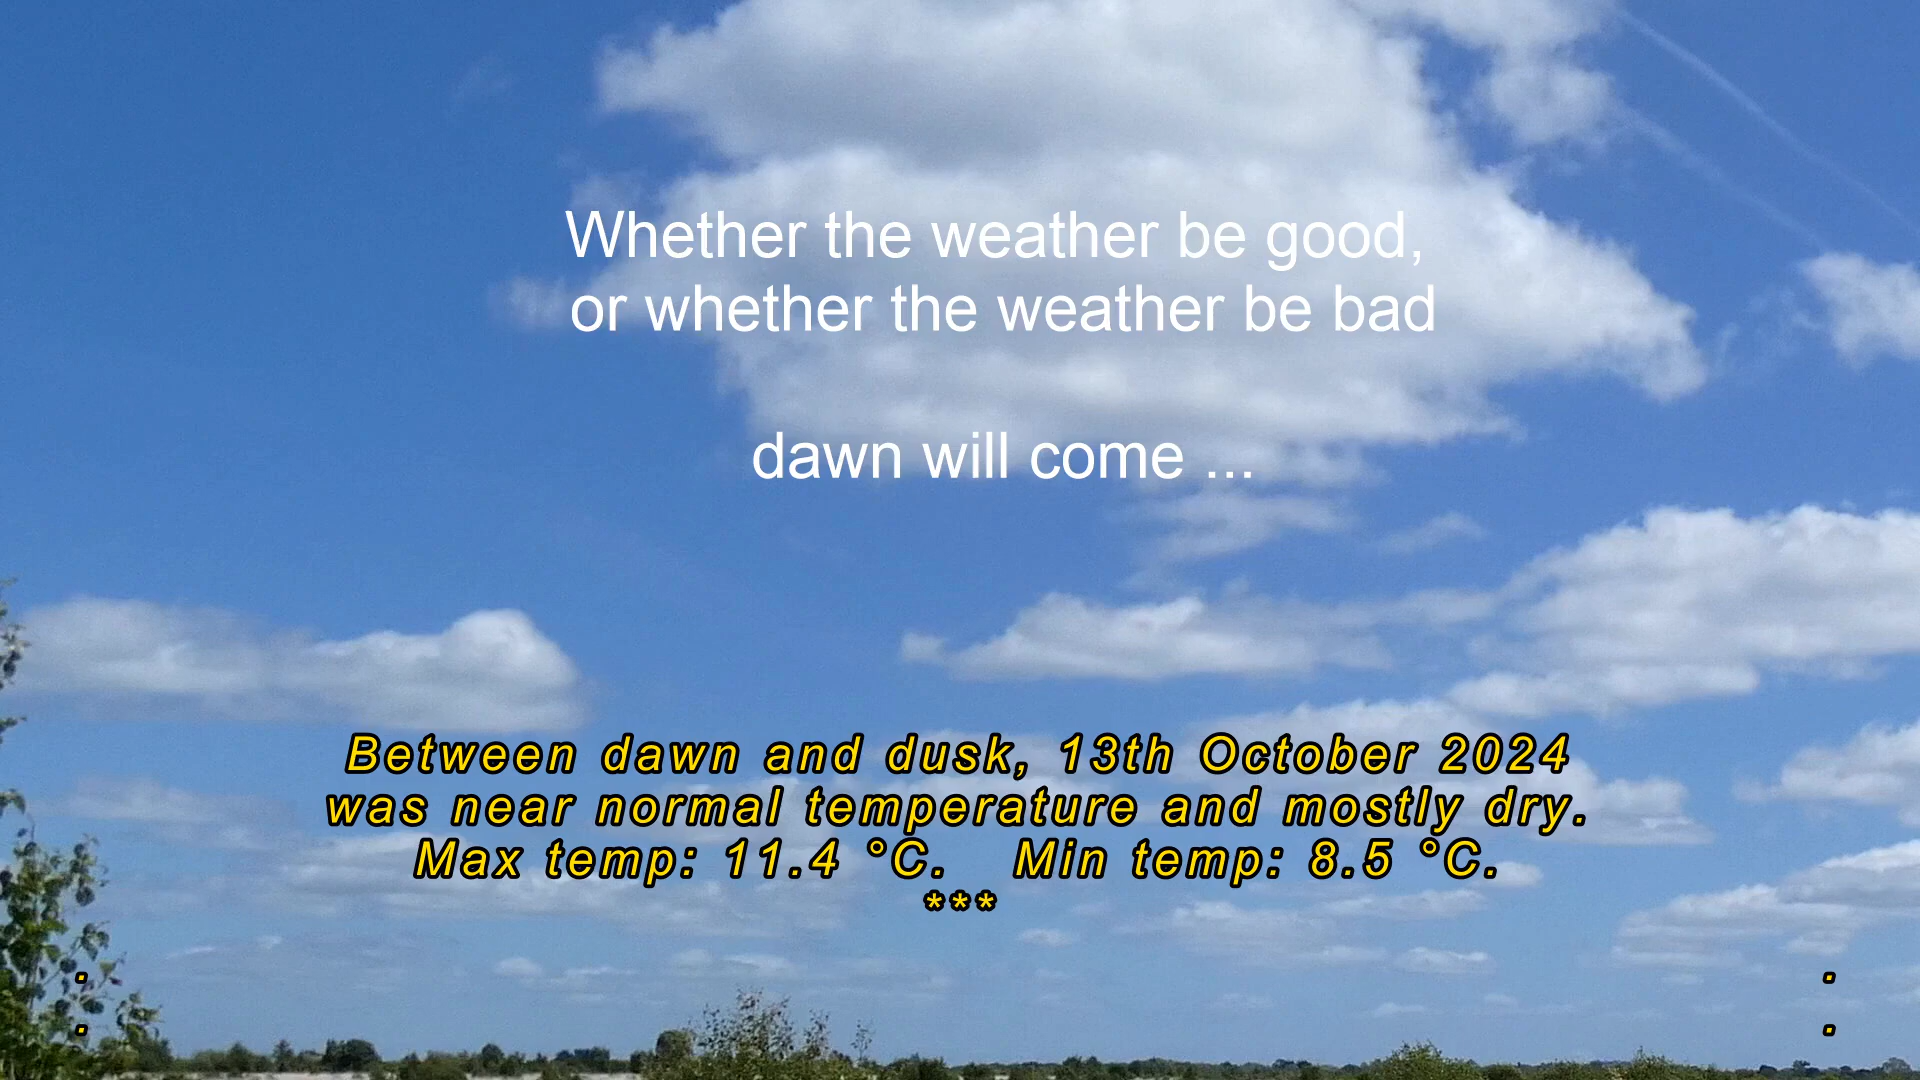 Whether the weather be good,
or whether the weather be bad
dawn will come ...
Between dawn and dusk, 13th October 2024
was near normal temperature and mostly dry.
Max temp: 11.4 °C.   Min temp: 8.5 °C.
***
. .
. .